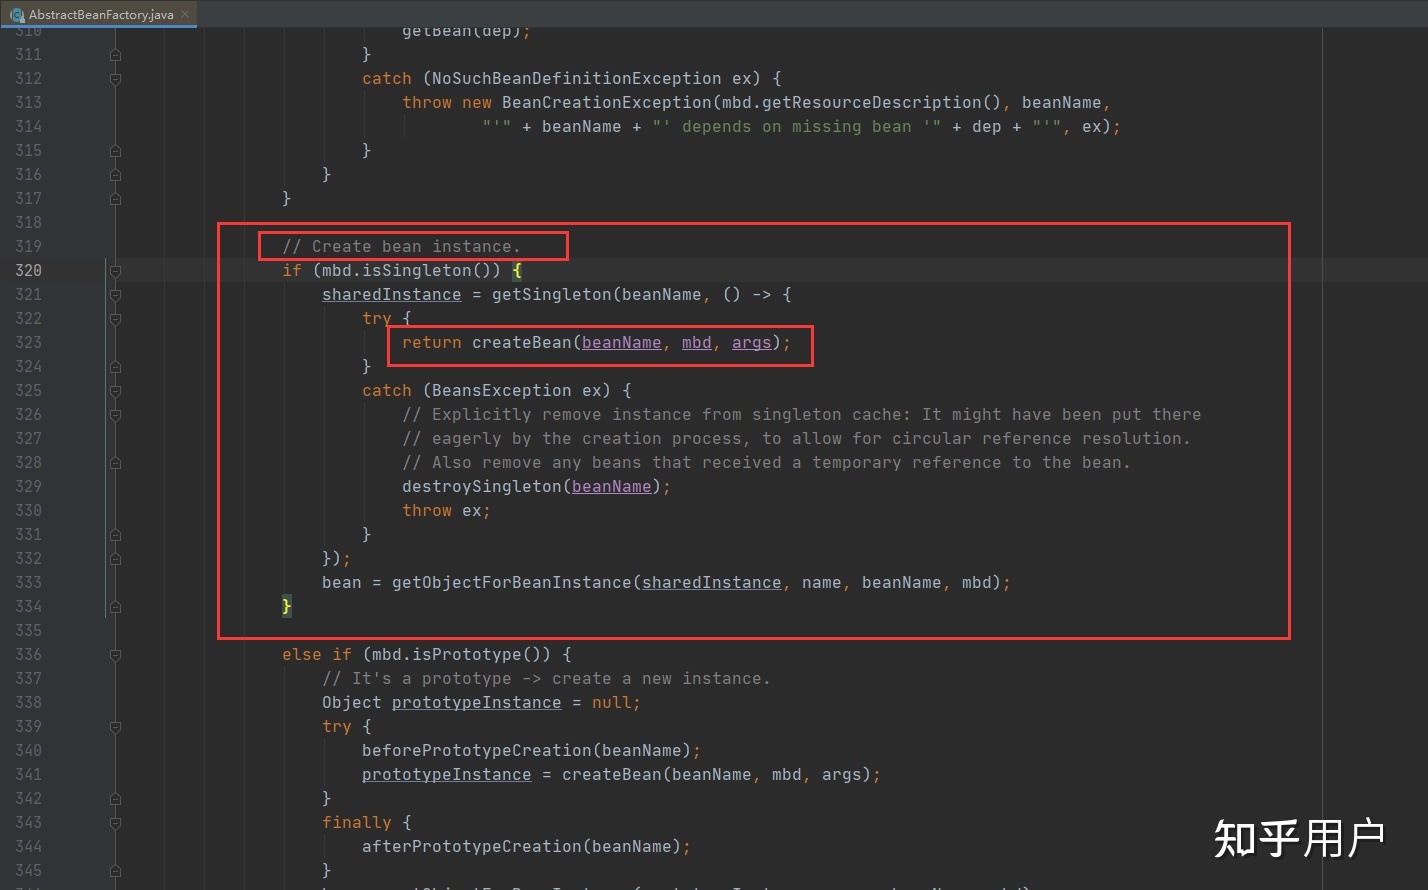 AbstractBeanFactory.java
310 getBean(dep);
311 }
312 catch (NoSuchBeanDefinitionException ex) {
313 throw new BeanCreationException(mbd.getResourceDescription(), beanName,
314 "'" + beanName + "' depends on missing bean '" + dep + "'", ex);
315 }
316 }
317 }
318
319 // Create bean instance.
320 if (mbd.isSingleton()) {
321 sharedInstance = getSingleton(beanName, () -> {
322 try {
323 return createBean(beanName, mbd, args);
324 }
325 catch (BeansException ex) {
326 // Explicitly remove instance from singleton cache: It might have been put there
327 // eagerly by the creation process, to allow for circular reference resolution.
328 // Also remove any beans that received a temporary reference to the bean.
329 destroySingleton(beanName);
330 throw ex;
331 }
332 });
333 bean = getObjectForBeanInstance(sharedInstance, name, beanName, mbd);
334 }
335
336 else if (mbd.isPrototype()) {
337 // It's a prototype -> create a new instance.
338 Object prototypeInstance = null;
339 try {
340 beforePrototypeCreation(beanName);
341 prototypeInstance = createBean(beanName, mbd, args);
342 }
343 finally {
344 afterPrototypeCreation(beanName);
345 }
知乎用户